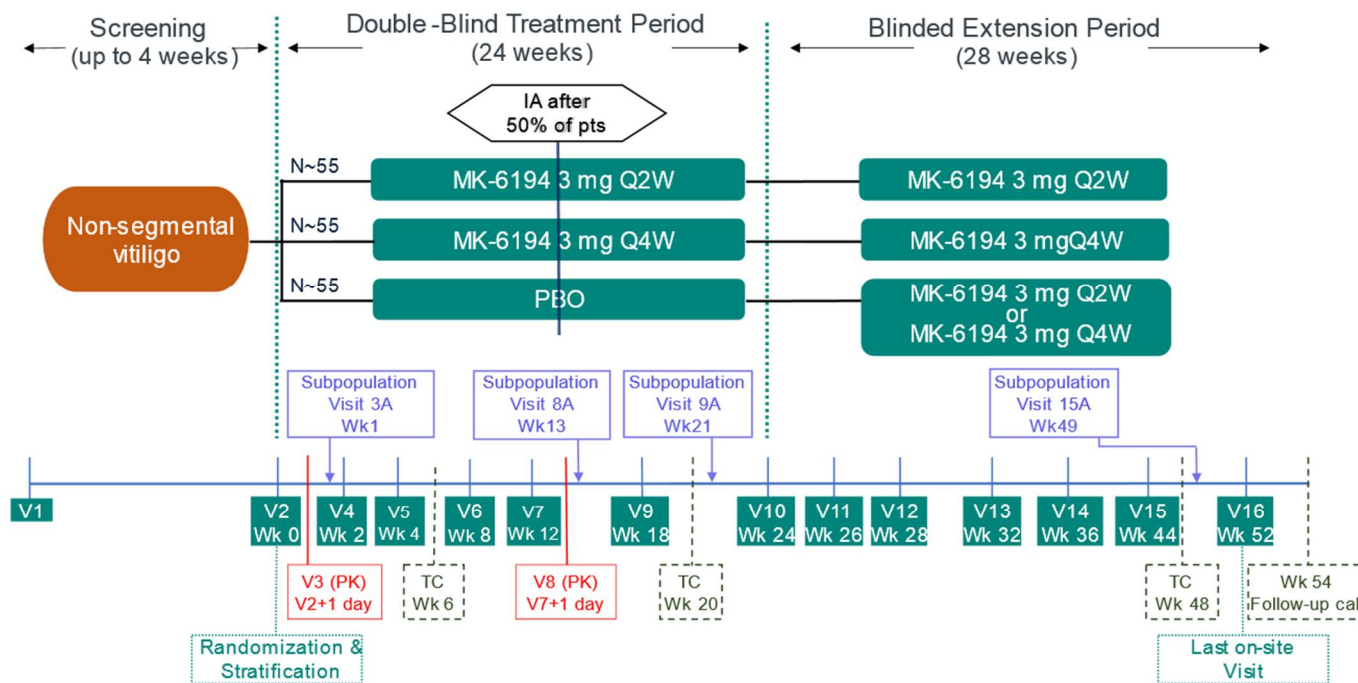 Screening
(up to 4 weeks)
Double-Blind Treatment Period
(24 weeks)
Blinded Extension Period
(28 weeks)
IA after
50% of pts
N~55
MK-6194 3 mg Q2W
MK-6194 3 mg Q2W
Non-segmental
vitiligo
N~55
MK-6194 3 mg Q4W
MK-6194 3 mgQ4W
N~55
PBO
MK-6194 3 mg Q2W
or
MK-6194 3 mg Q4W
Subpopulation
Visit 3A
Wk1
Subpopulation
Visit 8A
Wk13
Subpopulation
Visit 9A
Wk21
Subpopulation
Visit 15A
Wk49
V1
V2
Wk 0
V4
Wk 2
V5
Wk 4
V6
Wk 8
V7
Wk 12
V9
Wk 18
V10
Wk 24
V11
Wk 26
V12
Wk 28
V13
Wk 32
V14
Wk 36
V15
Wk 44
V16
Wk 52
V3 (PK)
V2+1 day
TC
Wk 6
V8 (PK)
V7+1 day
TC
Wk 20
TC
Wk 48
Wk 54
Follow-up call
Randomization &
Stratification
Last on-site
Visit